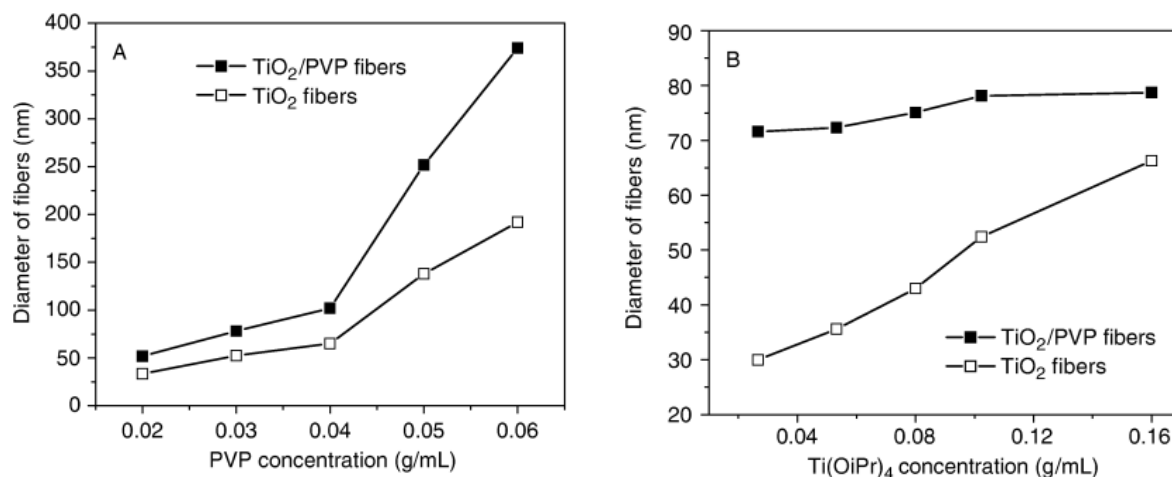 A
TiO2/PVP fibers
TiO2 fibers
400
350
300
250
200
150
100
50
0
0.02 0.03 0.04 0.05 0.06
PVP concentration (g/mL)
Diameter of fibers (nm)
B
90
80
70
60
50
40
30
20
TiO2/PVP fibers
TiO2 fibers
0.04 0.08 0.12 0.16
Ti(OiPr)4 concentration (g/mL)
Diameter of fibers (nm)